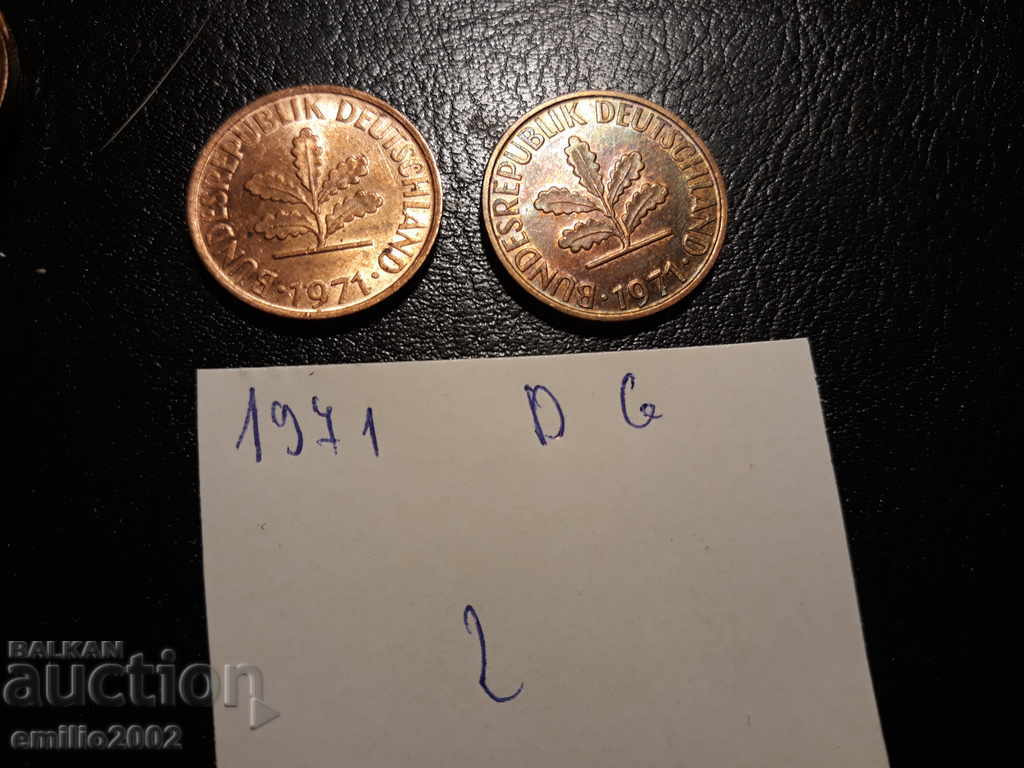 BUNDESREPUBLIK DEUTSCHLAND
· 1971 ·
BUNDESREPUBLIK DEUTSCHLAND
· 1971 ·
1971 D G
2
BALKAN
auction
emilio2002